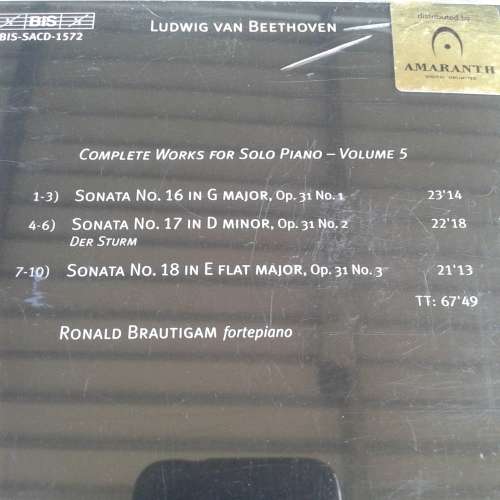 BIS
BIS-SACD-1572
LUDWIG VAN BEETHOVEN
distributed by
AMARANTH
COMPLETE WORKS FOR SOLO PIANO – VOLUME 5
1-3) SONATA NO. 16 IN G MAJOR, Op. 31 No. 1 23'14
4-6) SONATA NO. 17 IN D MINOR, Op. 31 No. 2 22'18
DER STURM
7-10) SONATA NO. 18 IN E FLAT MAJOR, Op. 31 No. 3 21'13
TT: 67'49
RONALD BRAUTIGAM fortepiano